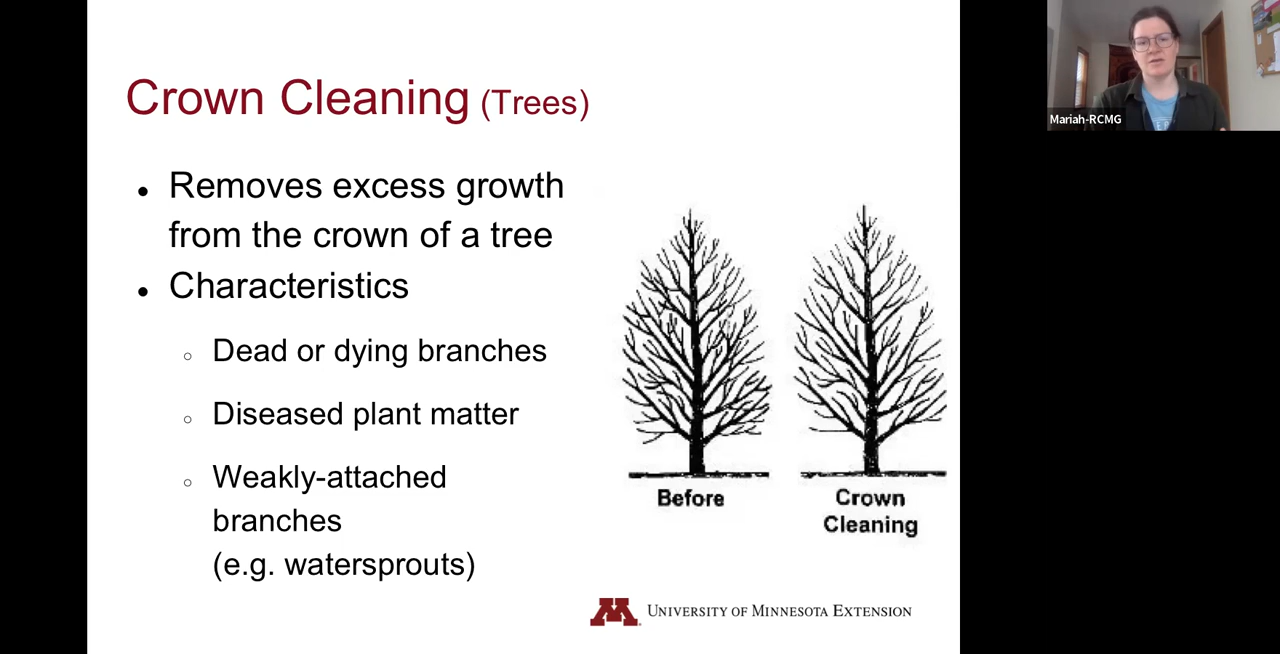 Crown Cleaning (Trees)
Removes excess growth
from the crown of a tree
Characteristics
Dead or dying branches
Diseased plant matter
Weakly-attached
branches
(e.g. watersprouts)
Before
Crown
Cleaning
M
UNIVERSITY OF MINNESOTA EXTENSION
Mariah-RCMG